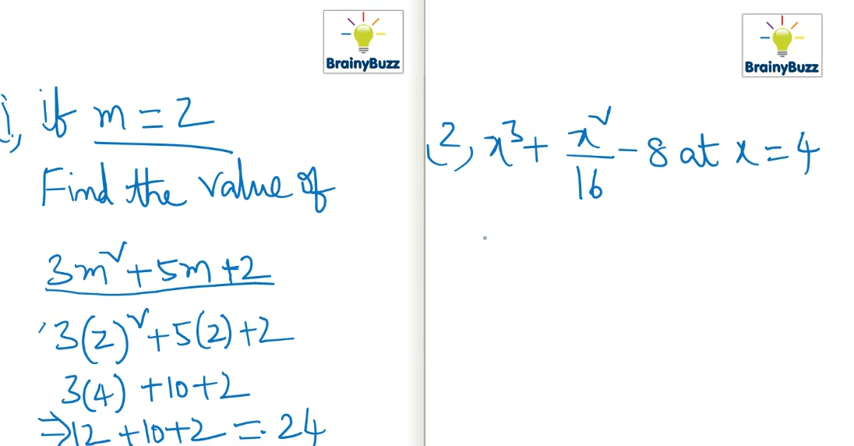 BrainyBuzz
BrainyBuzz
), if m = 2
Find the value of
3m² + 5m + 2
3(2)² + 5(2) + 2
3(4) + 10 + 2
⇒ 12 + 10 + 2 = 24
(2, x³ + x²/16 - 8 at x = 4